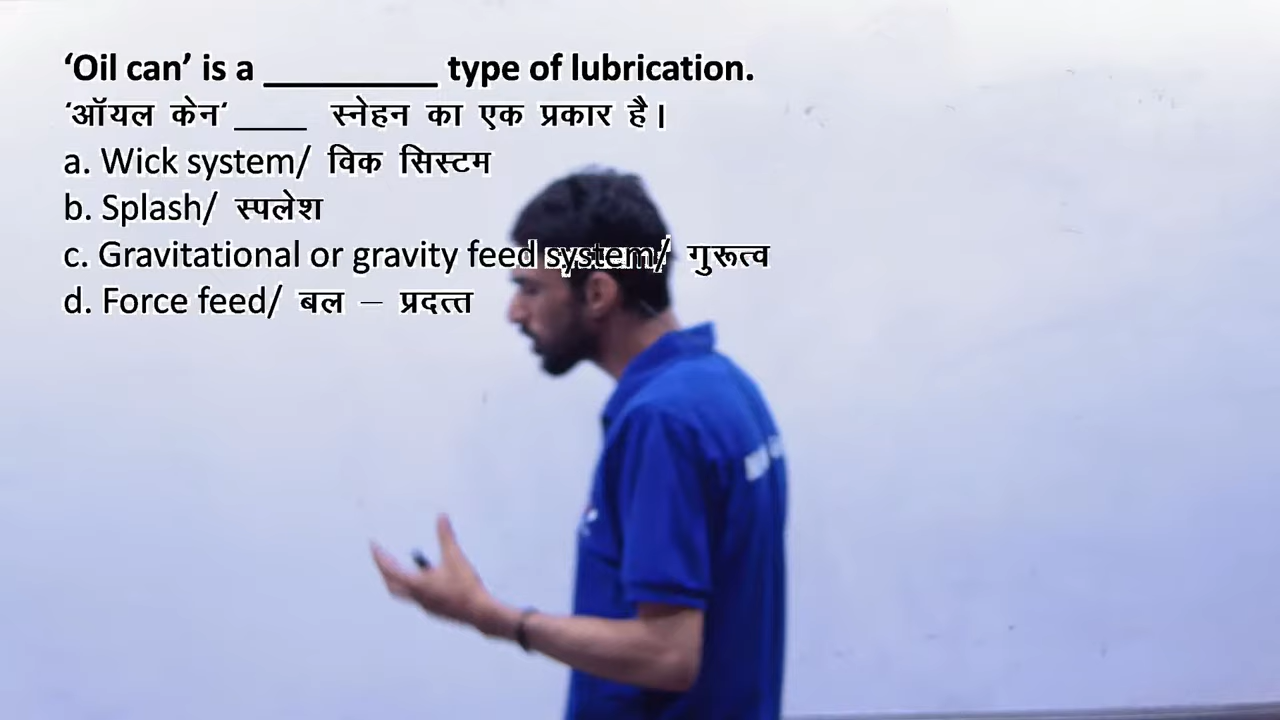 ‘Oil can’ is a __________ type of lubrication.
‘ऑयल केन‘ ____ स्नेहन का एक प्रकार है।
a. Wick system/ विक सिस्टम
b. Splash/ स्पलेश
c. Gravitational or gravity feed system/ गुरूत्व
d. Force feed/ बल – प्रदत्त